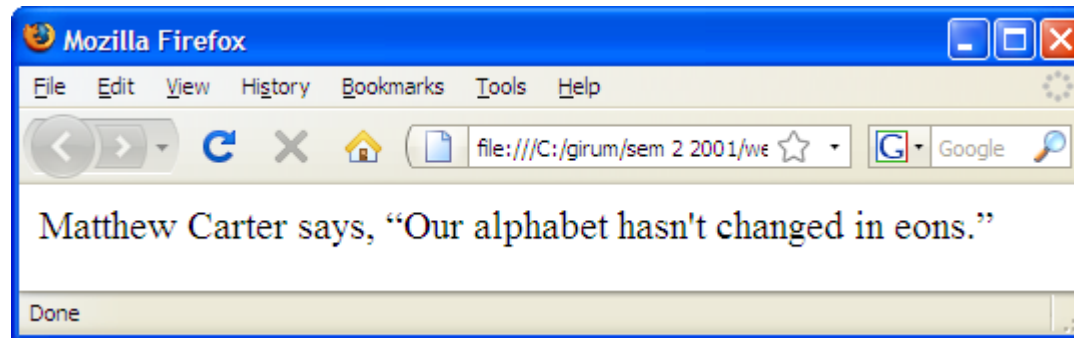 Mozilla Firefox
File Edit View History Bookmarks Tools Help
file:///C:/girum/sem 2 2001/we G Google
Matthew Carter says, “Our alphabet hasn't changed in eons.”
Done